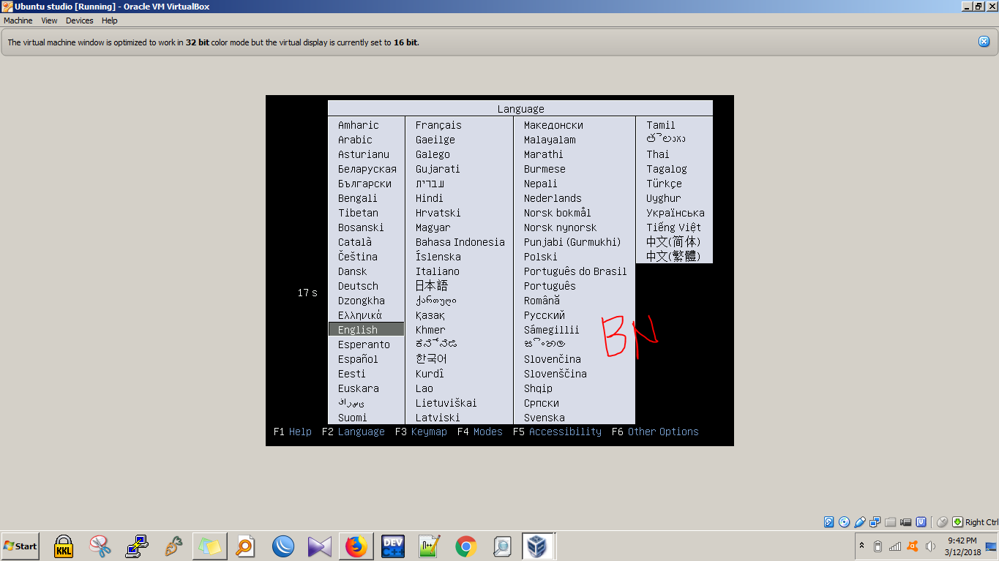 Ubuntu studio [Running] - Oracle VM VirtualBox
Machine View Devices Help
The virtual machine window is optimized to work in 32 bit color mode but the virtual display is currently set to 16 bit.
Language
Amharic
Arabic
Asturianu
Беларуская
Български
Bengali
Tibetan
Bosanski
Català
Čeština
Dansk
Deutsch
Dzongkha
Ελληνικά
English
Esperanto
Español
Eesti
Euskara
ﻰﺳرﺎﻓ
Suomi
Français
Gaeilge
Galego
Gujarati
עברית
Hindi
Hrvatski
Magyar
Bahasa Indonesia
Íslenska
Italiano
日本語
ქართული
Қазақ
Khmer
ಕನ್ನಡ
한국어
Kurdî
Lao
Lietuviškai
Latviski
Македонски
Malayalam
Marathi
Burmese
Nepali
Nederlands
Norsk bokmål
Norsk nynorsk
Punjabi (Gurmukhi)
Polski
Português do Brasil
Português
Română
Русский
Sámegillii
සිංහල
Slovenčina
Slovenščina
Shqip
Српски
Svenska
Tamil
తెలుగు
Thai
Tagalog
Türkçe
Uyghur
Українська
Tiếng Việt
中文(简体)
中文(繁體)
17 s
BN
F1 Help F2 Language F3 Keymap F4 Modes F5 Accessibility F6 Other Options
Right Ctrl
Start
KKL
DEV C++
9:42 PM
3/12/2018